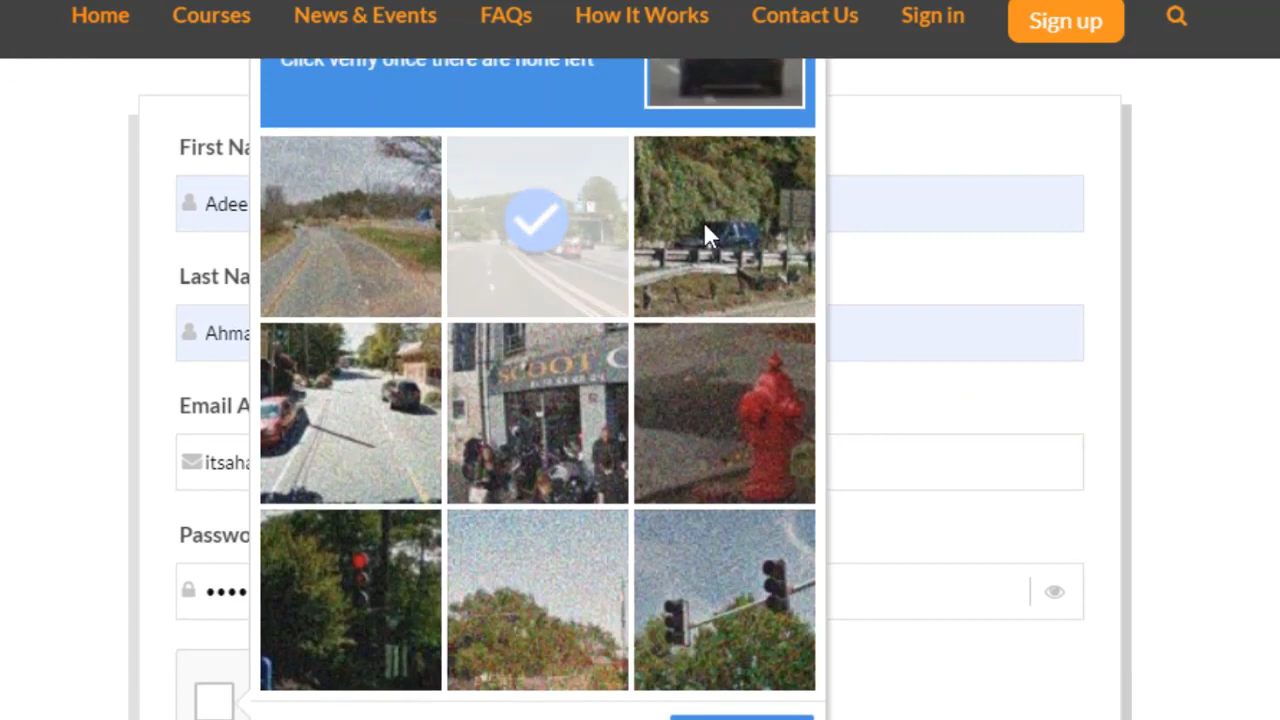 Home Courses News & Events FAQs How It Works Contact Us Sign in Sign up
Click verify once there are none left
First Na
Adee
Last Na
Ahma
Email A
itsaha
Passwo
SCOOT C